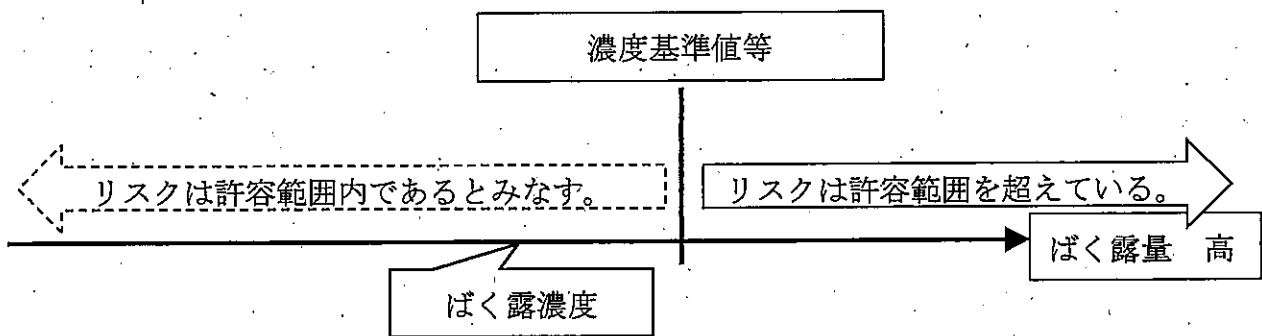 濃度基準値等
リスクは許容範囲内であるとみなす。
リスクは許容範囲を超えている。
ばく露量　高
ばく露濃度